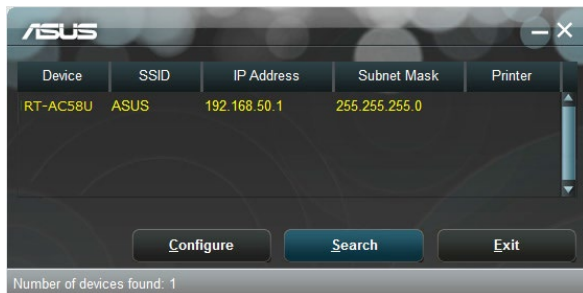 ASUS
Device SSID IP Address Subnet Mask Printer
RT-AC58U ASUS 192.168.50.1 255.255.255.0
Configure Search Exit
Number of devices found: 1